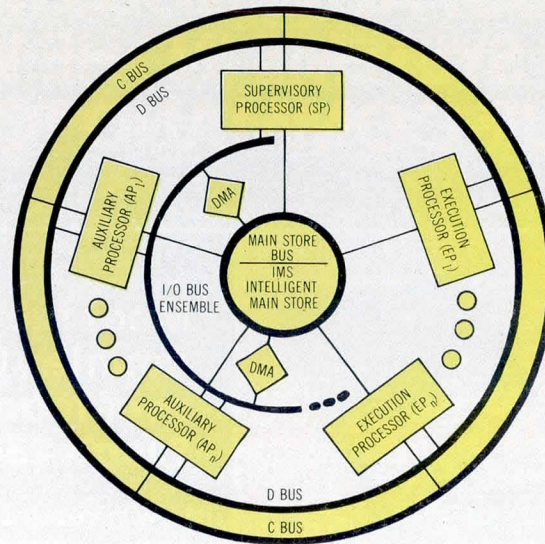 C BUS
D BUS
SUPERVISORY
PROCESSOR (SP)
AUXILIARY
PROCESSOR (AP1)
DMA
EXECUTION
PROCESSOR (EP1)
MAIN STORE
BUS
IMS
INTELLIGENT
MAIN STORE
I/O BUS
ENSEMBLE
DMA
AUXILIARY
PROCESSOR (APn)
EXECUTION
PROCESSOR (EPn)
D BUS
C BUS